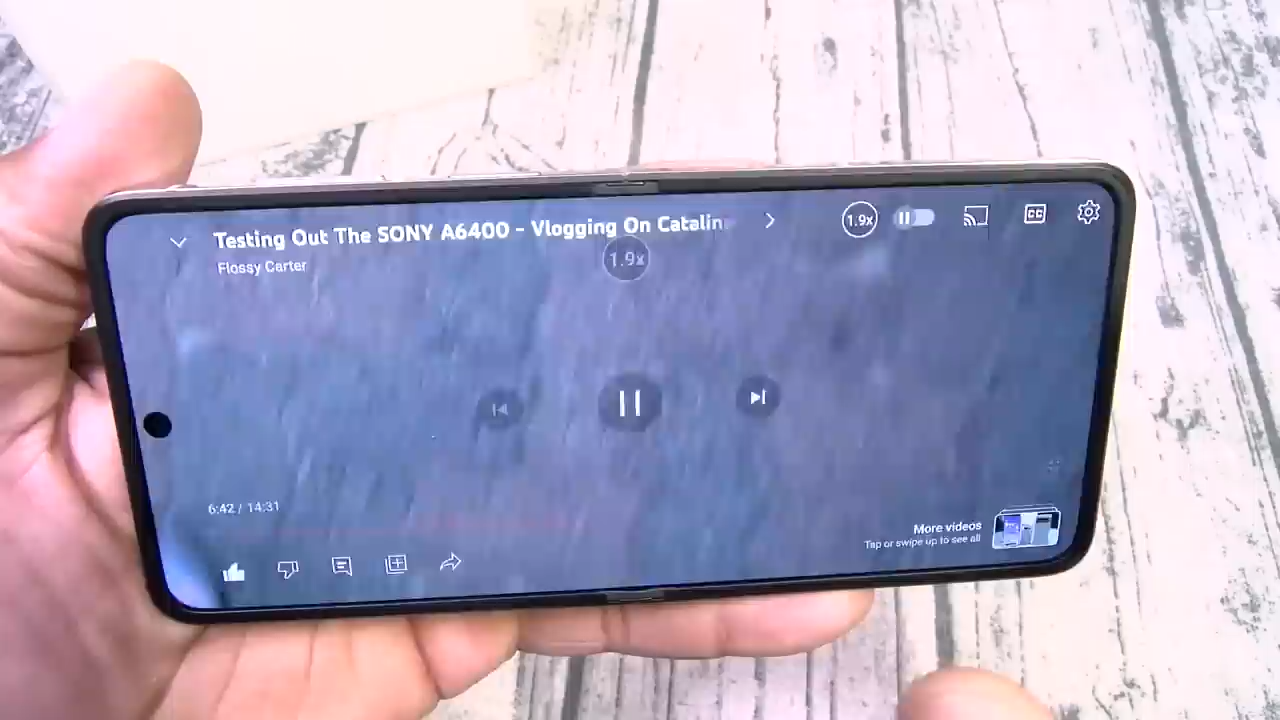 Testing Out The SONY A6400 - Vlogging On Catalin
1.9x
CC
Flossy Carter
1.9x
6:42 / 14:31
More videos
Tap or swipe up to see all